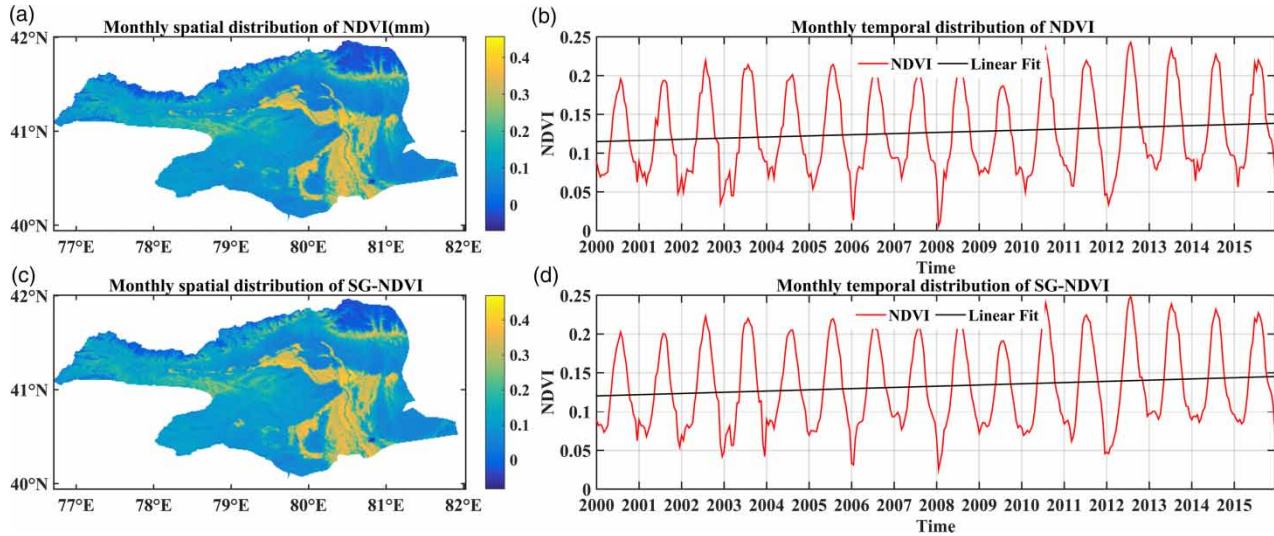 (a)
Monthly spatial distribution of NDVI(mm)
42°N
41°N
40°N
77°E 78°E 79°E 80°E 81°E 82°E
0.4
0.3
0.2
0.1
0
(b)
Monthly temporal distribution of NDVI
NDVI
0.25
0.2
0.15
0.1
0.05
0
NDVI Linear Fit
2000 2001 2002 2003 2004 2005 2006 2007 2008 2009 2010 2011 2012 2013 2014 2015
Time
(c)
Monthly spatial distribution of SG-NDVI
42°N
41°N
40°N
77°E 78°E 79°E 80°E 81°E 82°E
0.4
0.3
0.2
0.1
0
(d)
Monthly temporal distribution of SG-NDVI
NDVI
0.25
0.2
0.15
0.1
0.05
0
NDVI Linear Fit
2000 2001 2002 2003 2004 2005 2006 2007 2008 2009 2010 2011 2012 2013 2014 2015
Time